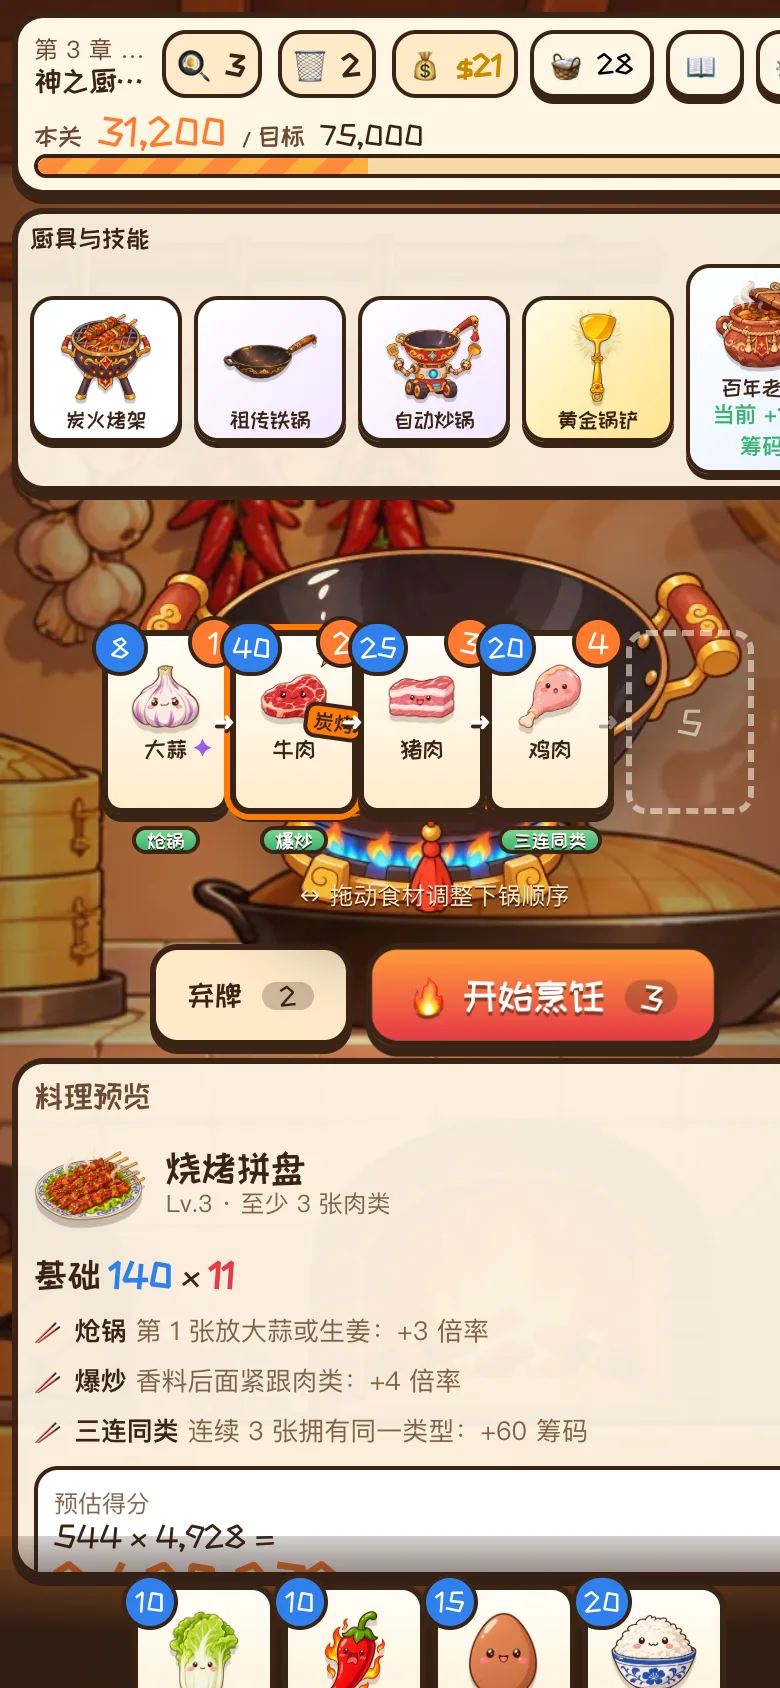 第 3 章 ...
神之厨...
3
2
$21
28
本关 31,200 / 目标 75,000
厨具与技能
炭火烤架
祖传铁锅
自动炒锅
黄金锅铲
百年老
当前 +
筹码
8 1
40 2
25 3
20 4
5
炭烤
大蒜
牛肉
猪肉
鸡肉
炝锅
爆炒
三连同类
↔ 拖动食材调整下锅顺序
弃牌 2
开始烹饪 3
料理预览
烧烤拼盘
Lv.3 · 至少 3 张肉类
基础 140 × 11
炝锅 第 1 张放大蒜或生姜：+3 倍率
爆炒 香料后面紧跟肉类：+4 倍率
三连同类 连续 3 张拥有同一类型：+60 筹码
预估得分
544 × 4,928 =
10
10
15
20